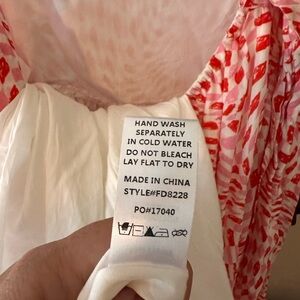 HAND WASH
SEPARATELY
IN COLD WATER
DO NOT BLEACH
LAY FLAT TO DRY
MADE IN CHINA
STYLE#FD8228
PO#17040